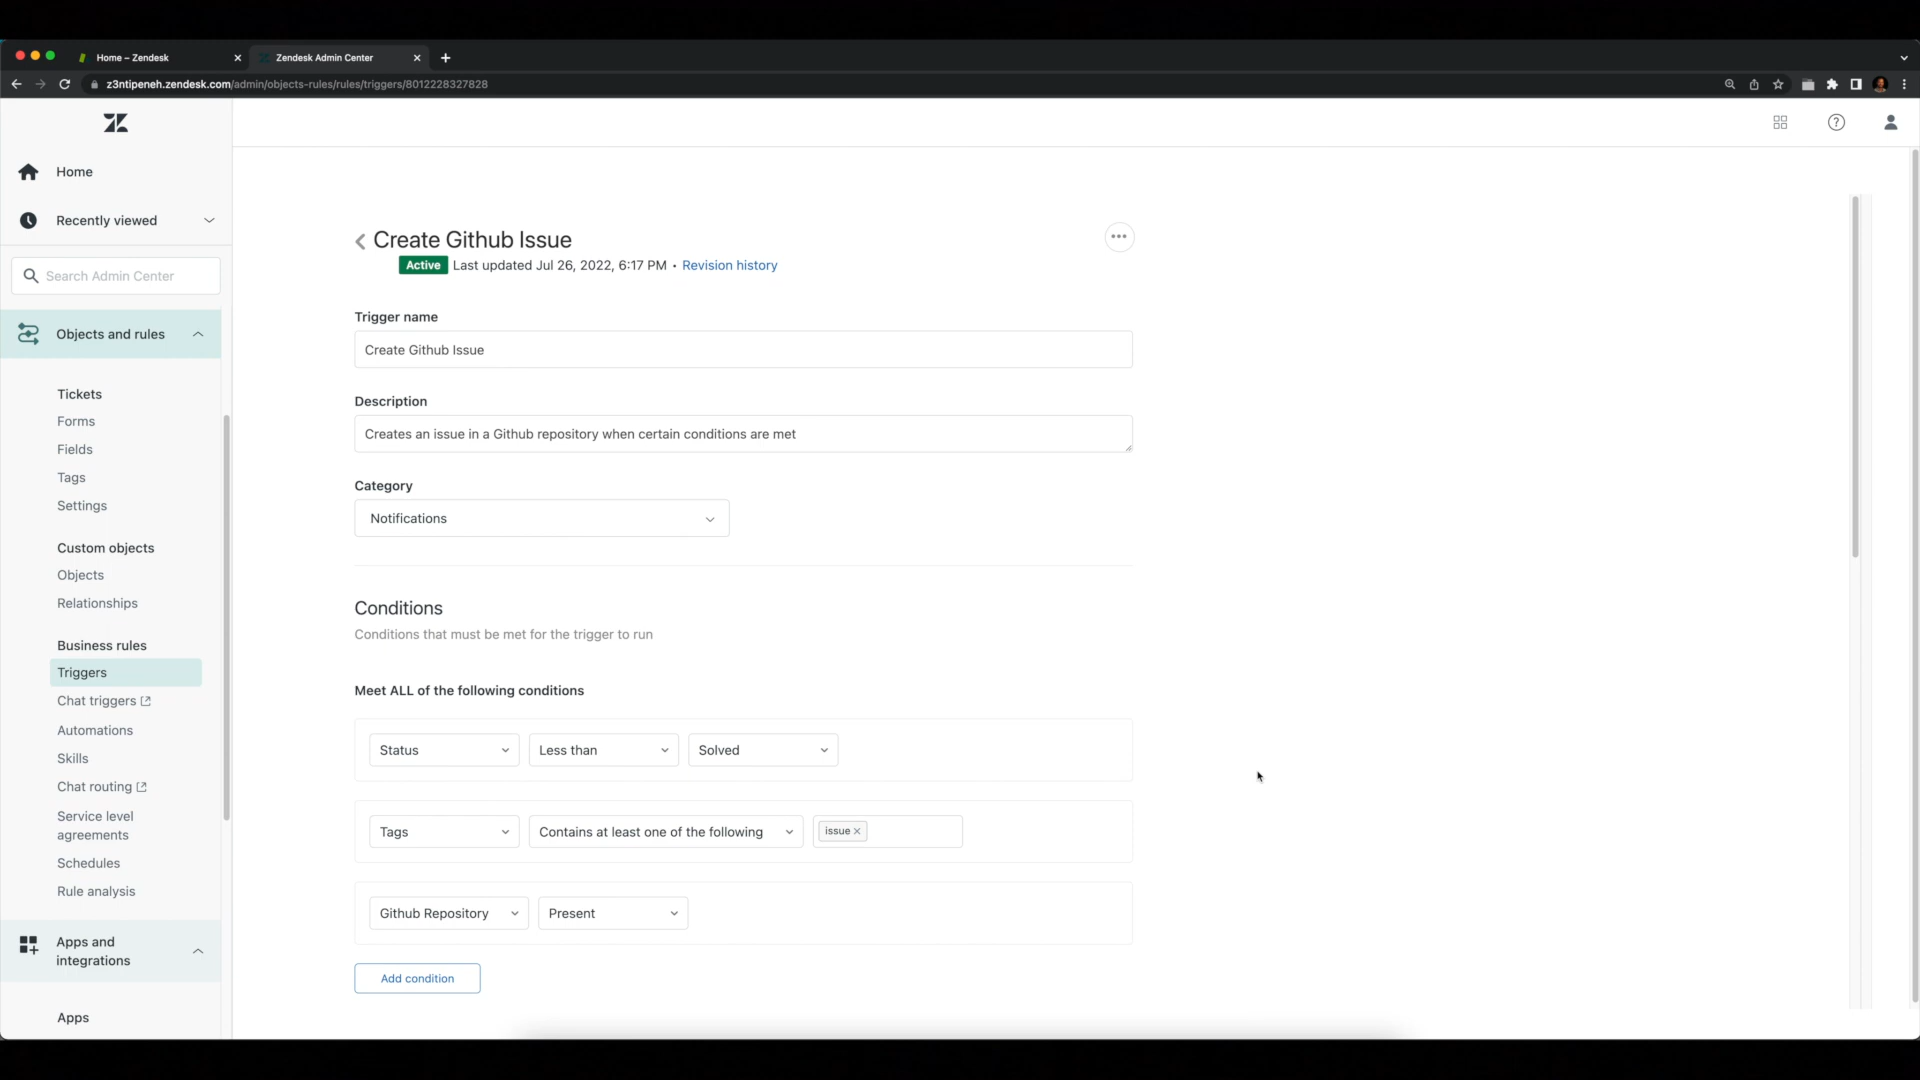 Home – Zendesk
Zendesk Admin Center
z3ntipeneh.zendesk.com/admin/objects-rules/rules/triggers/8012228327828
Home
Recently viewed
Search Admin Center
Objects and rules
Tickets
Forms
Fields
Tags
Settings
Custom objects
Objects
Relationships
Business rules
Triggers
Chat triggers
Automations
Skills
Chat routing
Service level
agreements
Schedules
Rule analysis
Apps and
integrations
Apps
Create Github Issue
Active Last updated Jul 26, 2022, 6:17 PM • Revision history
Trigger name
Create Github Issue
Description
Creates an issue in a Github repository when certain conditions are met
Category
Notifications
Conditions
Conditions that must be met for the trigger to run
Meet ALL of the following conditions
Status Less than Solved
Tags Contains at least one of the following issue
Github Repository Present
Add condition